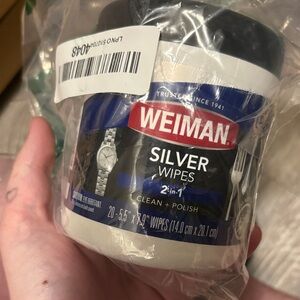 4048
TRUSTED SINCE 1941
WEIMAN
SILVER
WIPES
2-in-1
CLEAN + POLISH
20 - 5.5" x 7.9" WIPES (14.0 cm x 20.1 cm)